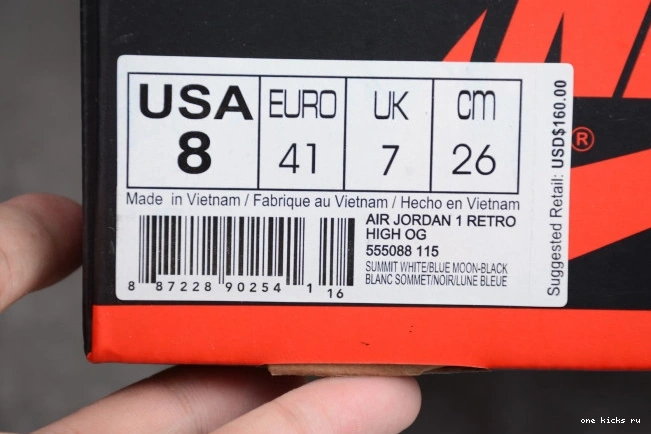 USA EURO UK cm
8 41 7 26
Made in Vietnam / Fabrique au Vietnam / Hecho en Vietnam
AIR JORDAN 1 RETRO
HIGH OG
555088 115
SUMMIT WHITE/BLUE MOON-BLACK
BLANC SOMMET/NOIR/LUNE BLEUE
8 87228 90254 1
16
Suggested Retail: USD$160.00
®
one kicks ru